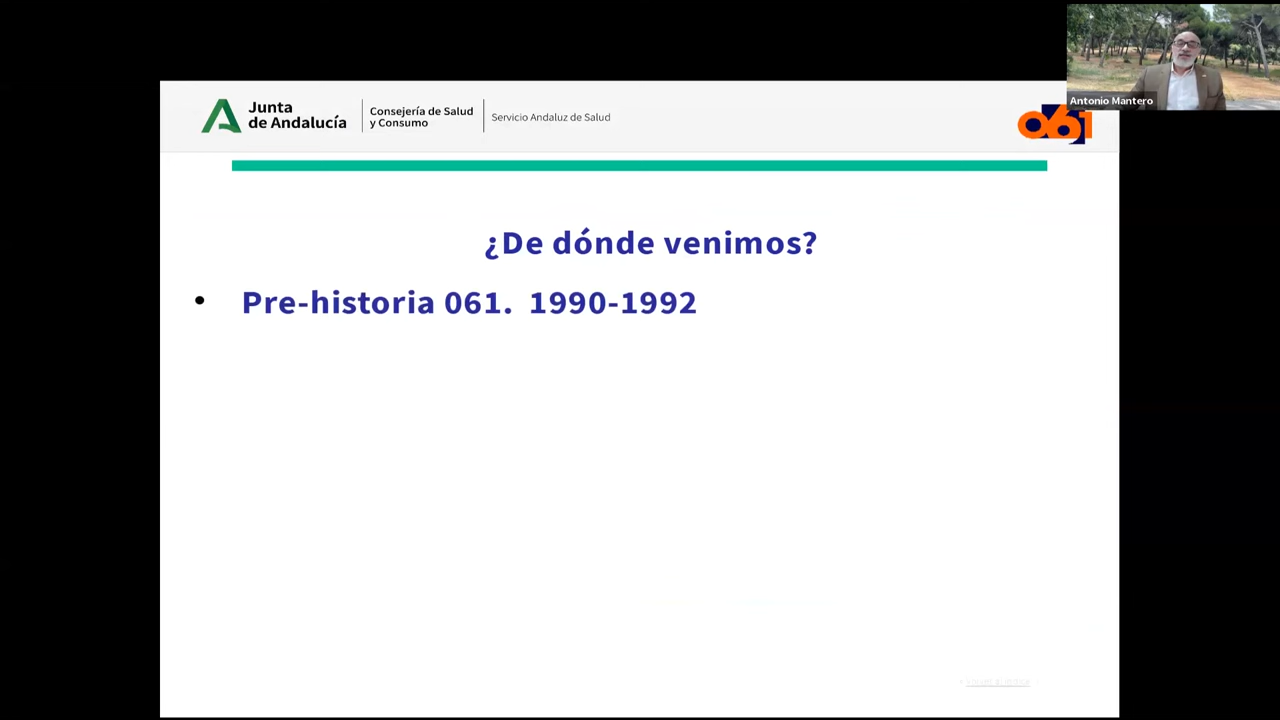 Antonio Mantero
Junta
de Andalucía
Consejería de Salud
y Consumo
Servicio Andaluz de Salud
061
¿De dónde venimos?
• Pre-historia 061. 1990-1992